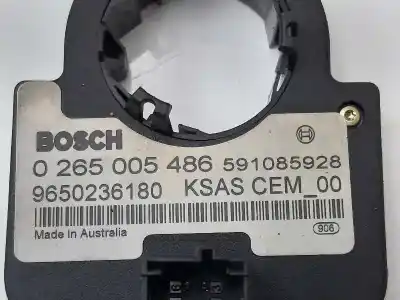 BOSCH
0 265 005 486 591085928
9650236180 KSAS CEM_00
Made in Australia 906